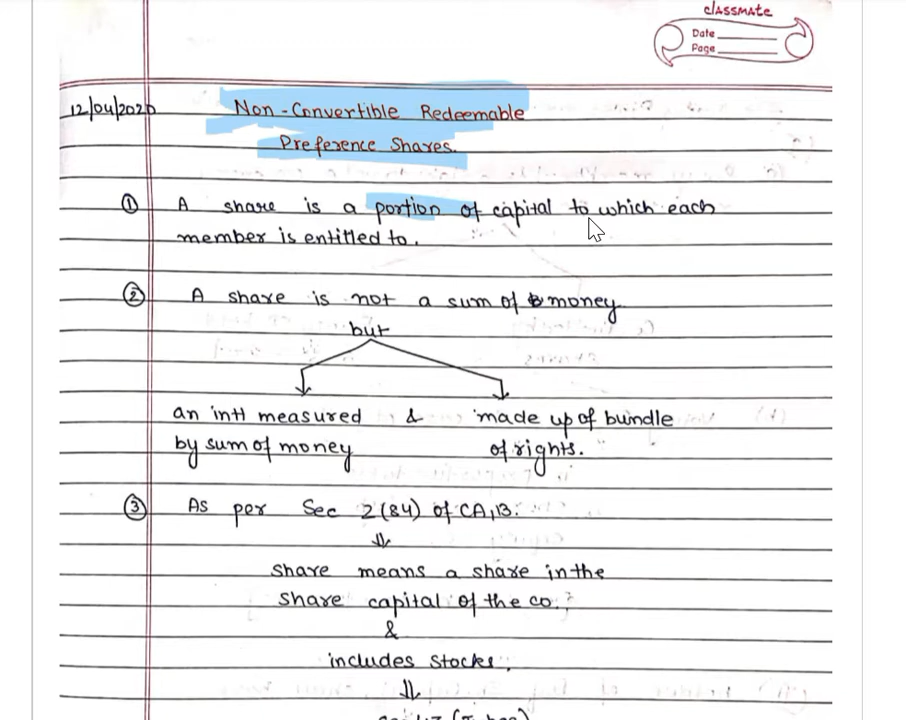 classmate
Date
Page
12/04/2020
Non-Convertible Redeemable
Preference Shares.
① A share is a portion of capital to which each
member is entitled to.
② A share is not a sum of money
but
an intt measured & made up of bundle
by sum of money of rights.
③ As per Sec 2(84) of CA,13.
⇓
share means a share in the
share capital of the co.
&
includes stocks.
⇓